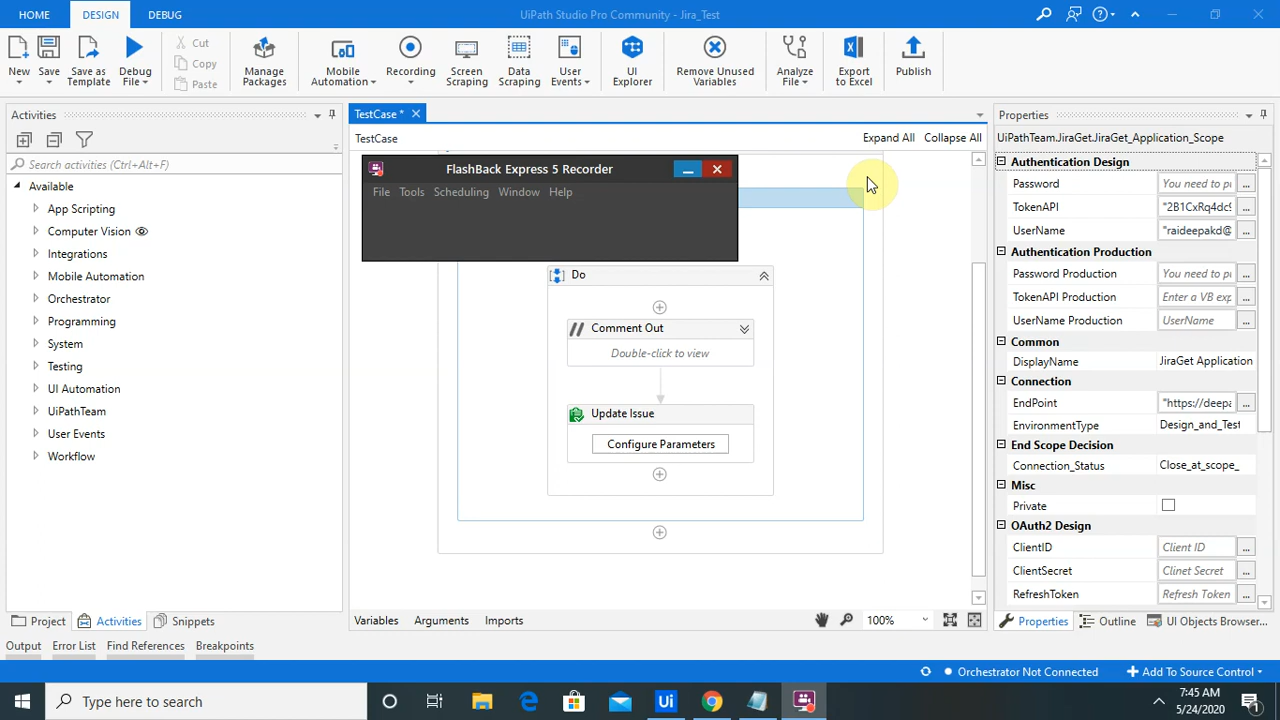 HOME
DESIGN
DEBUG
UiPath Studio Pro Community - Jira_Test
New
Save
Save as Template
Debug File
Cut
Copy
Paste
Manage Packages
Mobile Automation
Recording
Screen Scraping
Data Scraping
User Events
UI Explorer
Remove Unused Variables
Analyze File
Export to Excel
Publish
Activities
Search activities (Ctrl+Alt+F)
Available
App Scripting
Computer Vision
Integrations
Mobile Automation
Orchestrator
Programming
System
Testing
UI Automation
UiPathTeam
User Events
Workflow
Project
Activities
Snippets
TestCase *
TestCase
Expand All
Collapse All
FlashBack Express 5 Recorder
File Tools Scheduling Window Help
Do
Comment Out
Double-click to view
Update Issue
Configure Parameters
Variables
Arguments
Imports
100%
Properties
UiPathTeam.JiraGet.JiraGet_Application_Scope
Authentication Design
Password You need to pu ...
TokenAPI "2B1CxRq4dc9 ...
UserName "raideepakd@ ...
Authentication Production
Password Production You need to pu ...
TokenAPI Production Enter a VB exp ...
UserName Production UserName ...
Common
DisplayName JiraGet Application
Connection
EndPoint "https://deepa ...
EnvironmentType Design_and_Test
End Scope Decision
Connection_Status Close_at_scope_
Misc
Private
OAuth2 Design
ClientID Client ID ...
ClientSecret Clinet Secret ...
RefreshToken Refresh Token ...
Properties
Outline
UI Objects Browser...
Output
Error List
Find References
Breakpoints
Orchestrator Not Connected
Add To Source Control
Type here to search
Ui
7:45 AM
5/24/2020
1